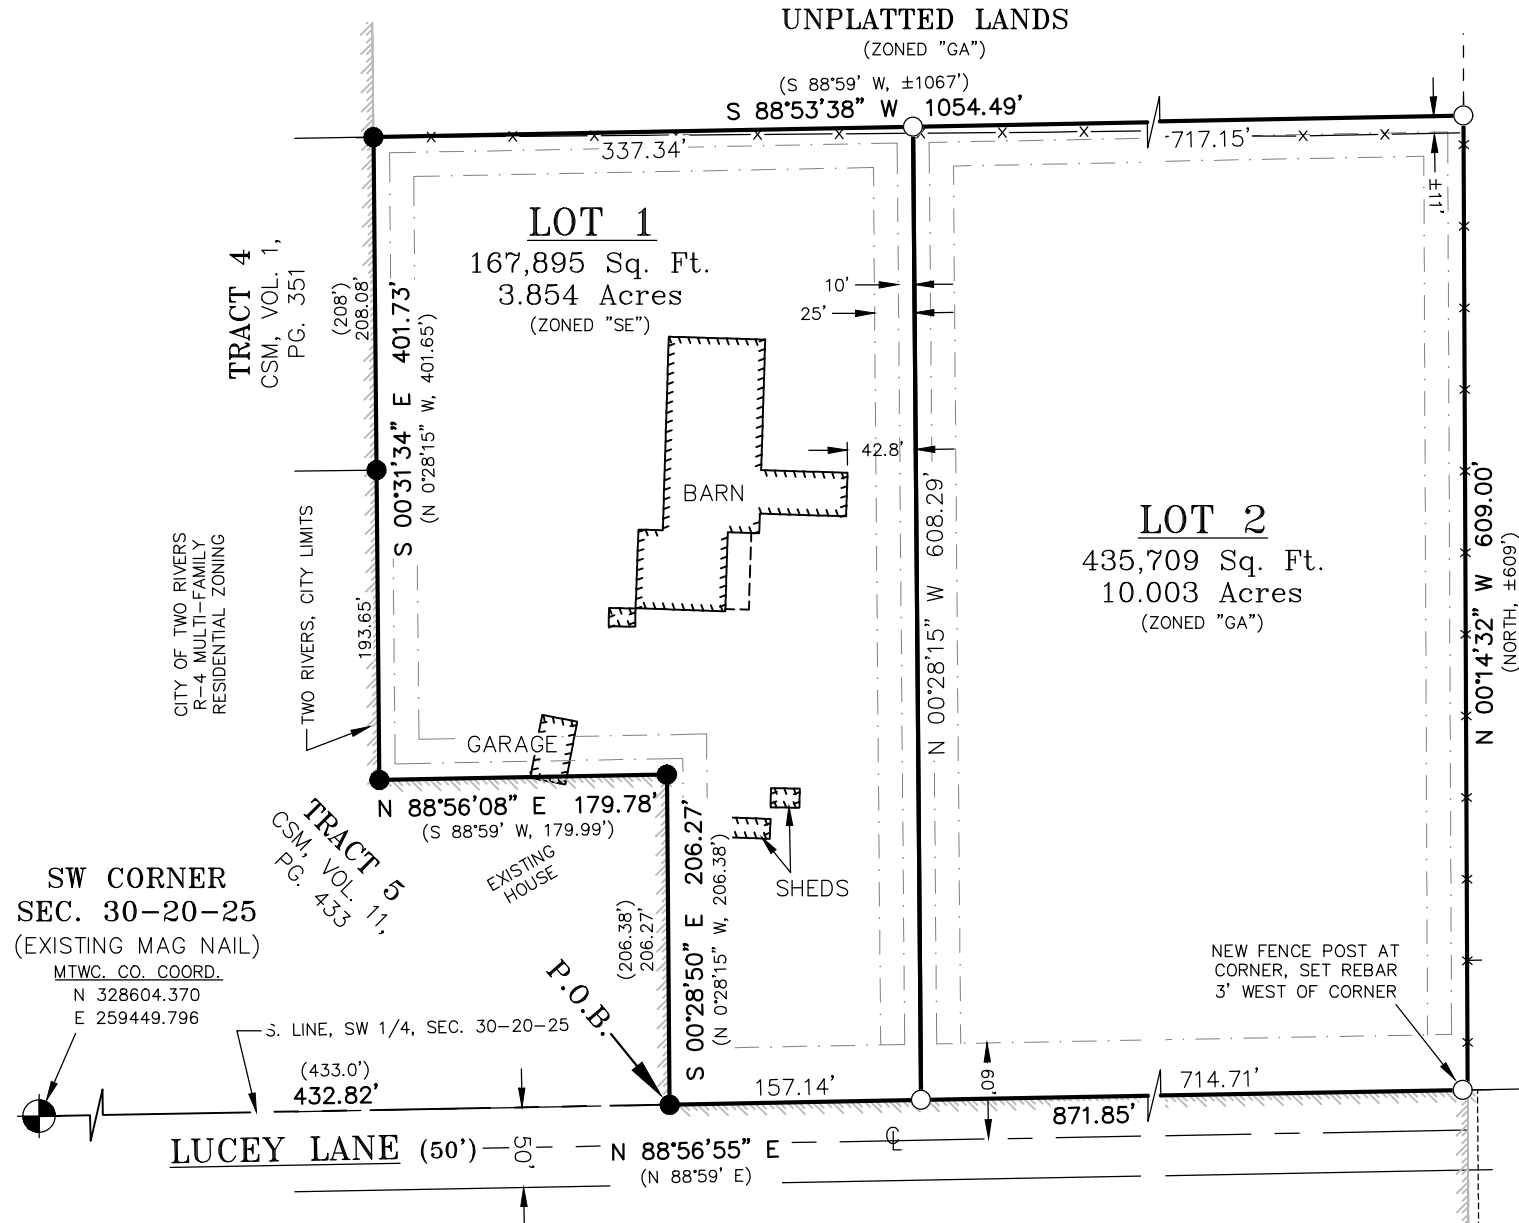 UNPLATTED LANDS
(ZONED "GA")
(S 88°59' W, ±1067')
S 88°53'38" W 1054.49'
337.34'
717.15'
±11'
LOT 1
167,895 Sq. Ft.
3.854 Acres
(ZONED "SE")
10'
25'
TRACT 4
CSM, VOL. 1,
PG. 351
(208')
208.08'
S 00°31'34" E 401.73'
(N 0°28'15" W, 401.65')
42.8'
BARN
N 00°28'15" W 608.29'
LOT 2
435,709 Sq. Ft.
10.003 Acres
(ZONED "GA")
N 00°14'32" W 609.00'
(NORTH, ±609')
CITY OF TWO RIVERS
R-4 MULTI-FAMILY
RESIDENTIAL ZONING
TWO RIVERS, CITY LIMITS
193.65'
GARAGE
N 88°56'08" E 179.78'
(S 88°59' W, 179.99')
TRACT 5
CSM, VOL. 11,
PG. 433
EXISTING
HOUSE
SHEDS
S 00°28'50" E 206.27'
(N 0°28'15" W, 206.38')
(206.38')
206.27'
SW CORNER
SEC. 30-20-25
(EXISTING MAG NAIL)
MTWC. CO. COORD.
N 328604.370
E 259449.796
P.O.B.
NEW FENCE POST AT
CORNER, SET REBAR
3' WEST OF CORNER
S. LINE, SW 1/4, SEC. 30-20-25
(433.0')
432.82'
157.14'
60'
714.71'
871.85'
LUCEY LANE (50')
50'
N 88°56'55" E
(N 88°59' E)
CL